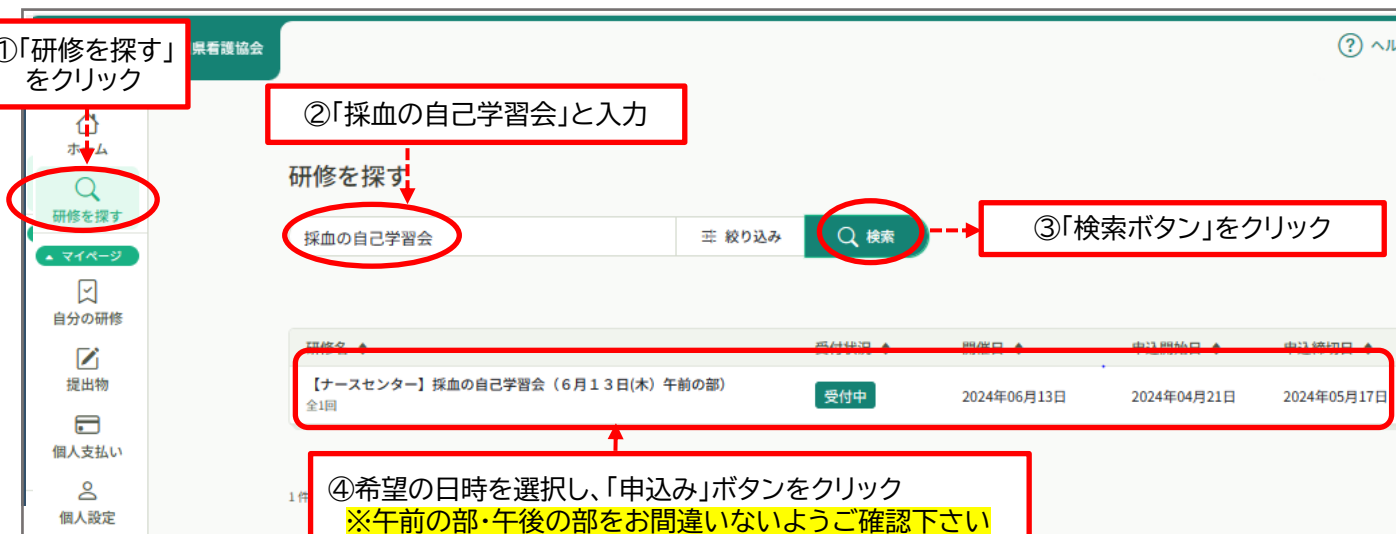 ①「研修を探す」
をクリック
県看護協会
②「採血の自己学習会」と入力
ホーム
研修を探す
マイページ
自分の研修
提出物
個人支払い
個人設定
研修を探す
採血の自己学習会
絞り込み
検索
③「検索ボタン」をクリック
研修名 受付状況 開催日 申込開始日 申込締切日
【ナースセンター】採血の自己学習会（６月１３日(木）午前の部） 受付中 2024年06月13日 2024年04月21日 2024年05月17日
全1回
1件
④希望の日時を選択し、「申込み」ボタンをクリック
※午前の部・午後の部をお間違いないようご確認下さい